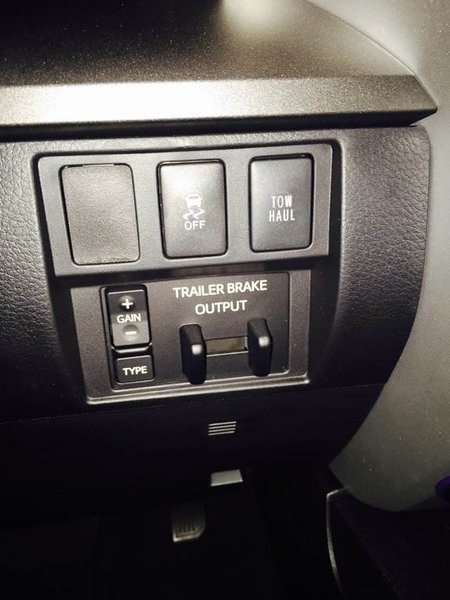 OFF
TOW
HAUL
TRAILER BRAKE
OUTPUT
+
GAIN
-
TYPE